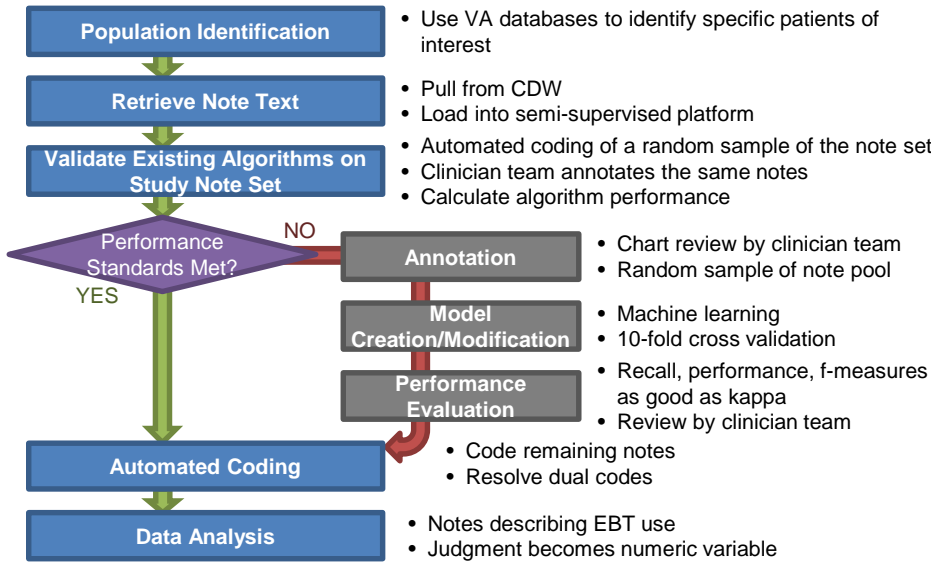 Population Identification
• Use VA databases to identify specific patients of
interest
Retrieve Note Text
• Pull from CDW
• Load into semi-supervised platform
Validate Existing Algorithms on
Study Note Set
• Automated coding of a random sample of the note set
• Clinician team annotates the same notes
• Calculate algorithm performance
Performance
Standards Met?
NO
YES
Annotation
• Chart review by clinician team
• Random sample of note pool
Model
Creation/Modification
• Machine learning
• 10-fold cross validation
Performance
Evaluation
• Recall, performance, f-measures
as good as kappa
• Review by clinician team
Automated Coding
• Code remaining notes
• Resolve dual codes
Data Analysis
• Notes describing EBT use
• Judgment becomes numeric variable